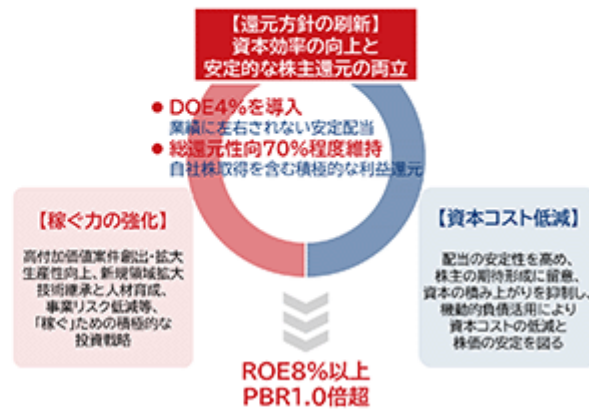 【還元方針の刷新】
資本効率の向上と
安定的な株主還元の両立
● DOE4%を導入
業績に左右されない安定配当
● 総還元性向70%程度維持
自社株取得を含む積極的な利益還元
【稼ぐ力の強化】
高付加価値案件創出・拡大
生産性向上、新規領域拡大
技術継承と人材育成、
事業リスク低減等、
「稼ぐ」ための積極的な
投資戦略
【資本コスト低減】
配当の安定性を高め、
株主の期待形成に留意、
資本の積み上がりを抑制し、
機動的負債活用により
資本コストの低減と
株価の安定を図る
ROE8%以上
PBR1.0倍超